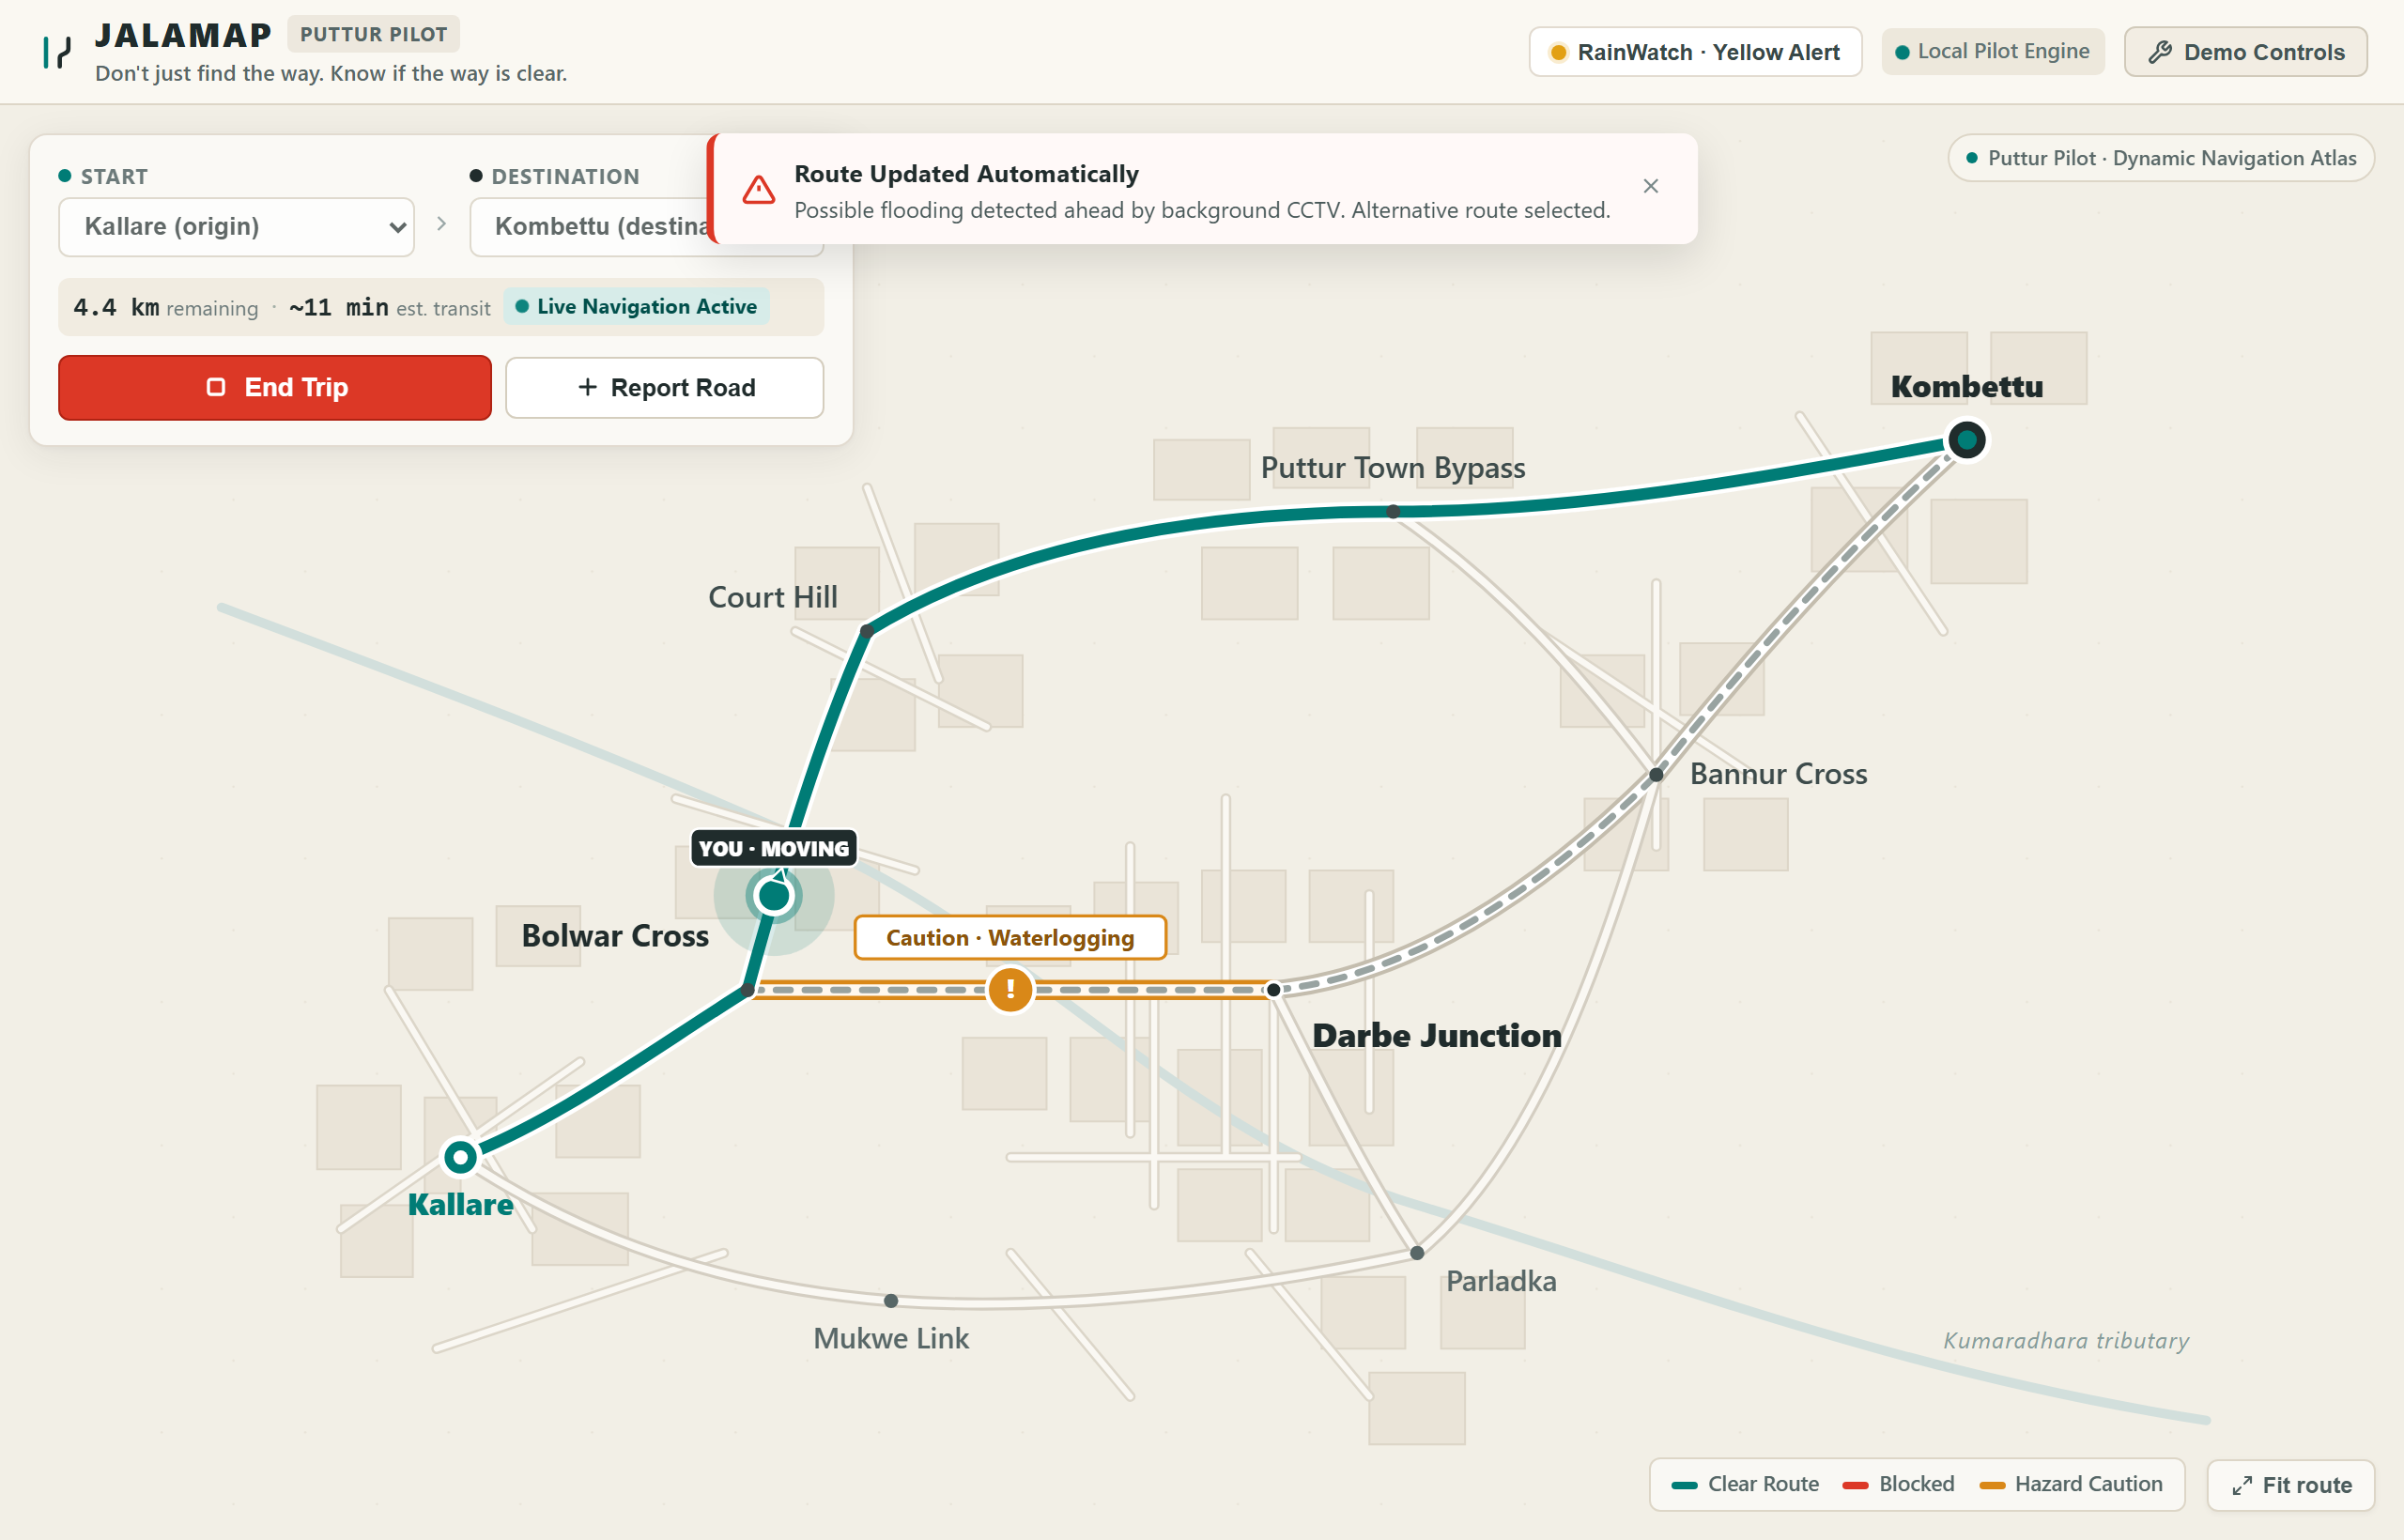 JALAMAP
PUTTUR PILOT
Don't just find the way. Know if the way is clear.
RainWatch · Yellow Alert
Local Pilot Engine
Demo Controls
START
DESTINATION
Kallare (origin)
Kombettu (destina
4.4 km remaining · ~11 min est. transit
Live Navigation Active
End Trip
Report Road
Route Updated Automatically
Possible flooding detected ahead by background CCTV. Alternative route selected.
Puttur Pilot · Dynamic Navigation Atlas
Kombettu
Puttur Town Bypass
Court Hill
Bannur Cross
YOU · MOVING
Bolwar Cross
Caution · Waterlogging
!
Darbe Junction
Kallare
Parladka
Mukwe Link
Kumaradhara tributary
Clear Route
Blocked
Hazard Caution
Fit route